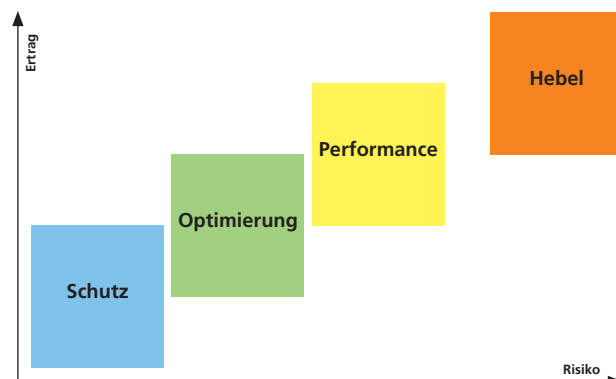 Ertrag
Hebel
Performance
Optimierung
Schutz
Risiko